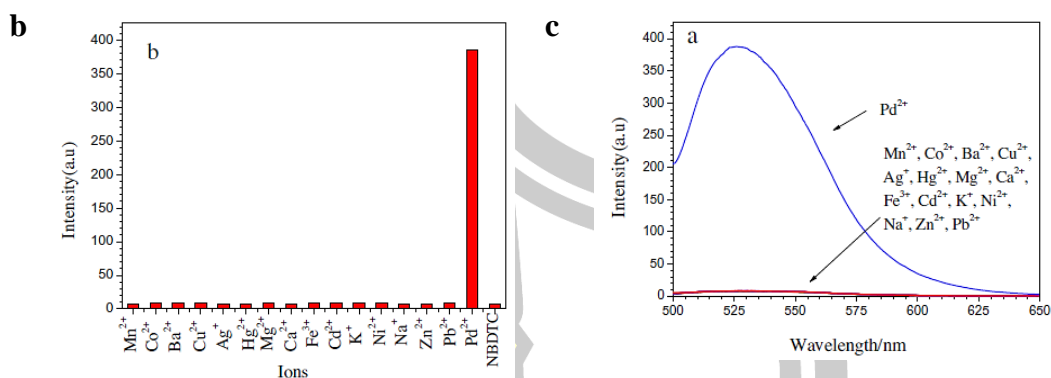 b
b
400
350
300
250
200
150
100
50
0
Intensity(a.u)
Mn²⁺
Co²⁺
Ba²⁺
Cu²⁺
Ag⁺
Hg²⁺
Mg²⁺
Ca²⁺
Fe³⁺
Cd²⁺
K⁺
Ni²⁺
Na⁺
Zn²⁺
Pb²⁺
Pd²⁺
NBDTC
Ions
c
a
400
350
300
250
200
150
100
50
0
Intensity(a.u)
Pd²⁺
Mn²⁺, Co²⁺, Ba²⁺, Cu²⁺,
Ag⁺, Hg²⁺, Mg²⁺, Ca²⁺,
Fe³⁺, Cd²⁺, K⁺, Ni²⁺,
Na⁺, Zn²⁺, Pb²⁺
500 525 550 575 600 625 650
Wavelength/nm